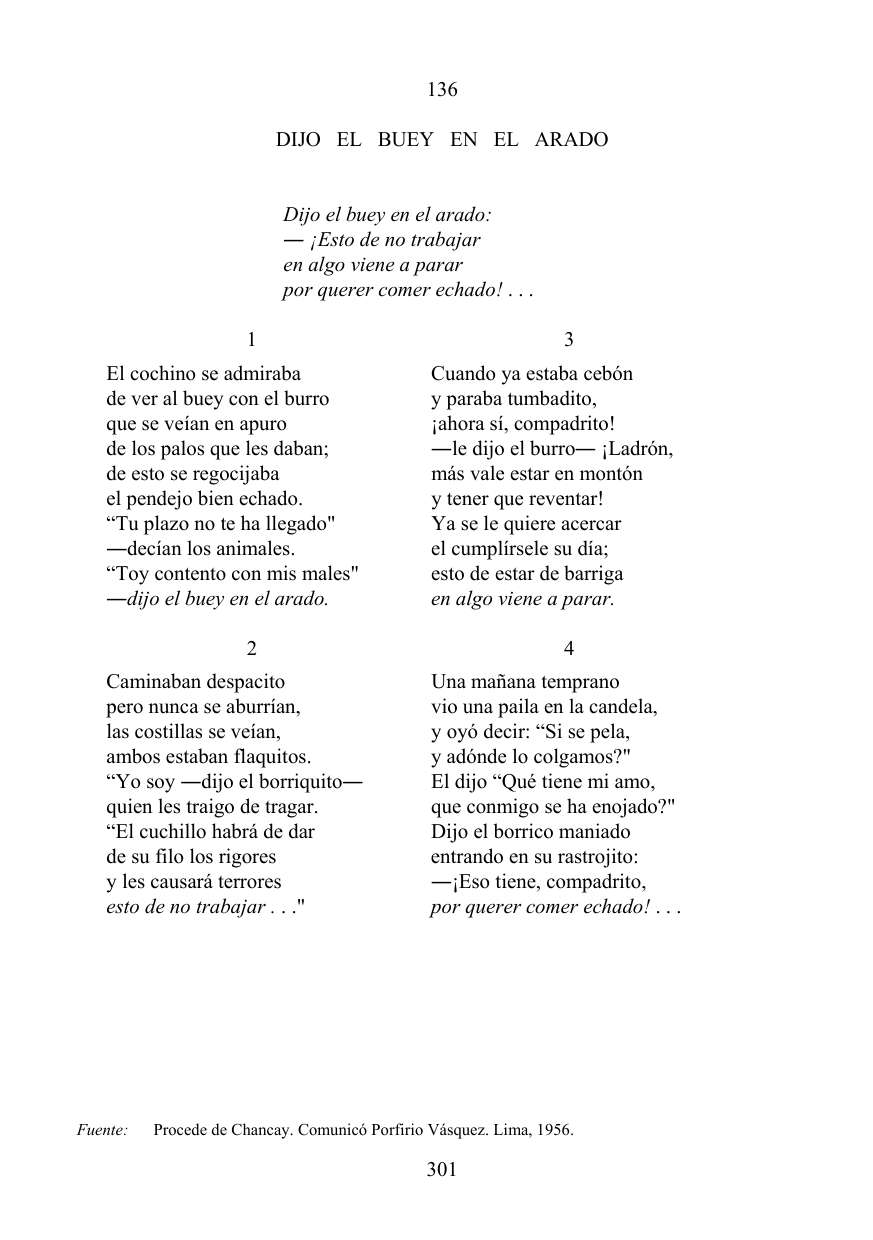 136
DIJO EL BUEY EN EL ARADO
Dijo el buey en el arado:
— ¡Esto de no trabajar
en algo viene a parar
por querer comer echado! . . .
1
El cochino se admiraba
de ver al buey con el burro
que se veían en apuro
de los palos que les daban;
de esto se regocijaba
el pendejo bien echado.
“Tu plazo no te ha llegado"
—decían los animales.
“Toy contento con mis males"
—dijo el buey en el arado.
2
Caminaban despacito
pero nunca se aburrían,
las costillas se veían,
ambos estaban flaquitos.
“Yo soy —dijo el borriquito—
quien les traigo de tragar.
“El cuchillo habrá de dar
de su filo los rigores
y les causará terrores
esto de no trabajar . . ."
3
Cuando ya estaba cebón
y paraba tumbadito,
¡ahora sí, compadrito!
—le dijo el burro— ¡Ladrón,
más vale estar en montón
y tener que reventar!
Ya se le quiere acercar
el cumplírsele su día;
esto de estar de barriga
en algo viene a parar.
4
Una mañana temprano
vio una paila en la candela,
y oyó decir: “Si se pela,
y adónde lo colgamos?"
El dijo “Qué tiene mi amo,
que conmigo se ha enojado?"
Dijo el borrico maniado
entrando en su rastrojito:
—¡Eso tiene, compadrito,
por querer comer echado! . . .
Fuente: Procede de Chancay. Comunicó Porfirio Vásquez. Lima, 1956.
301